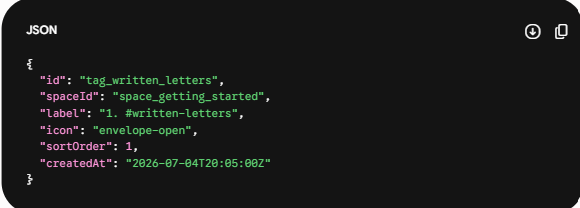 JSON
{
"id": "tag_written_letters",
"spaceId": "space_getting_started",
"label": "1. #written-letters",
"icon": "envelope-open",
"sortOrder": 1,
"createdAt": "2026-07-04T20:05:00Z"
}